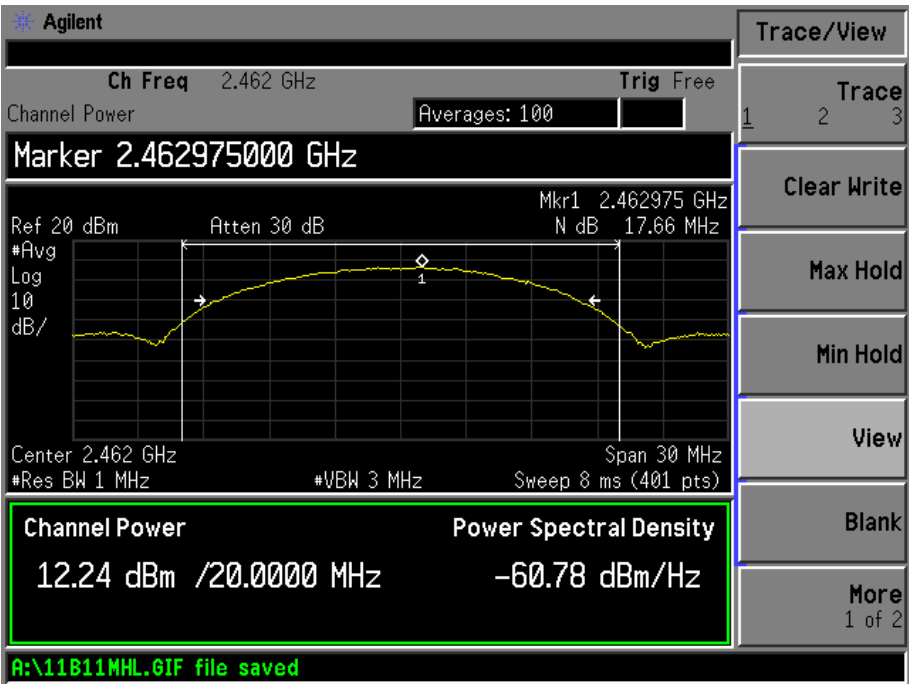 Agilent
Trace/View
Ch Freq 2.462 GHz Trig Free
Channel Power Averages: 100
Trace
1 2 3
Marker 2.462975000 GHz
Clear Write
Mkr1 2.462975 GHz
Ref 20 dBm Atten 30 dB N dB 17.66 MHz
#Avg
Log
10
dB/
1
Max Hold
Min Hold
View
Center 2.462 GHz Span 30 MHz
#Res BW 1 MHz #VBW 3 MHz Sweep 8 ms (401 pts)
Channel Power Power Spectral Density
12.24 dBm /20.0000 MHz -60.78 dBm/Hz
Blank
More
1 of 2
A:\11B11MHL.GIF file saved